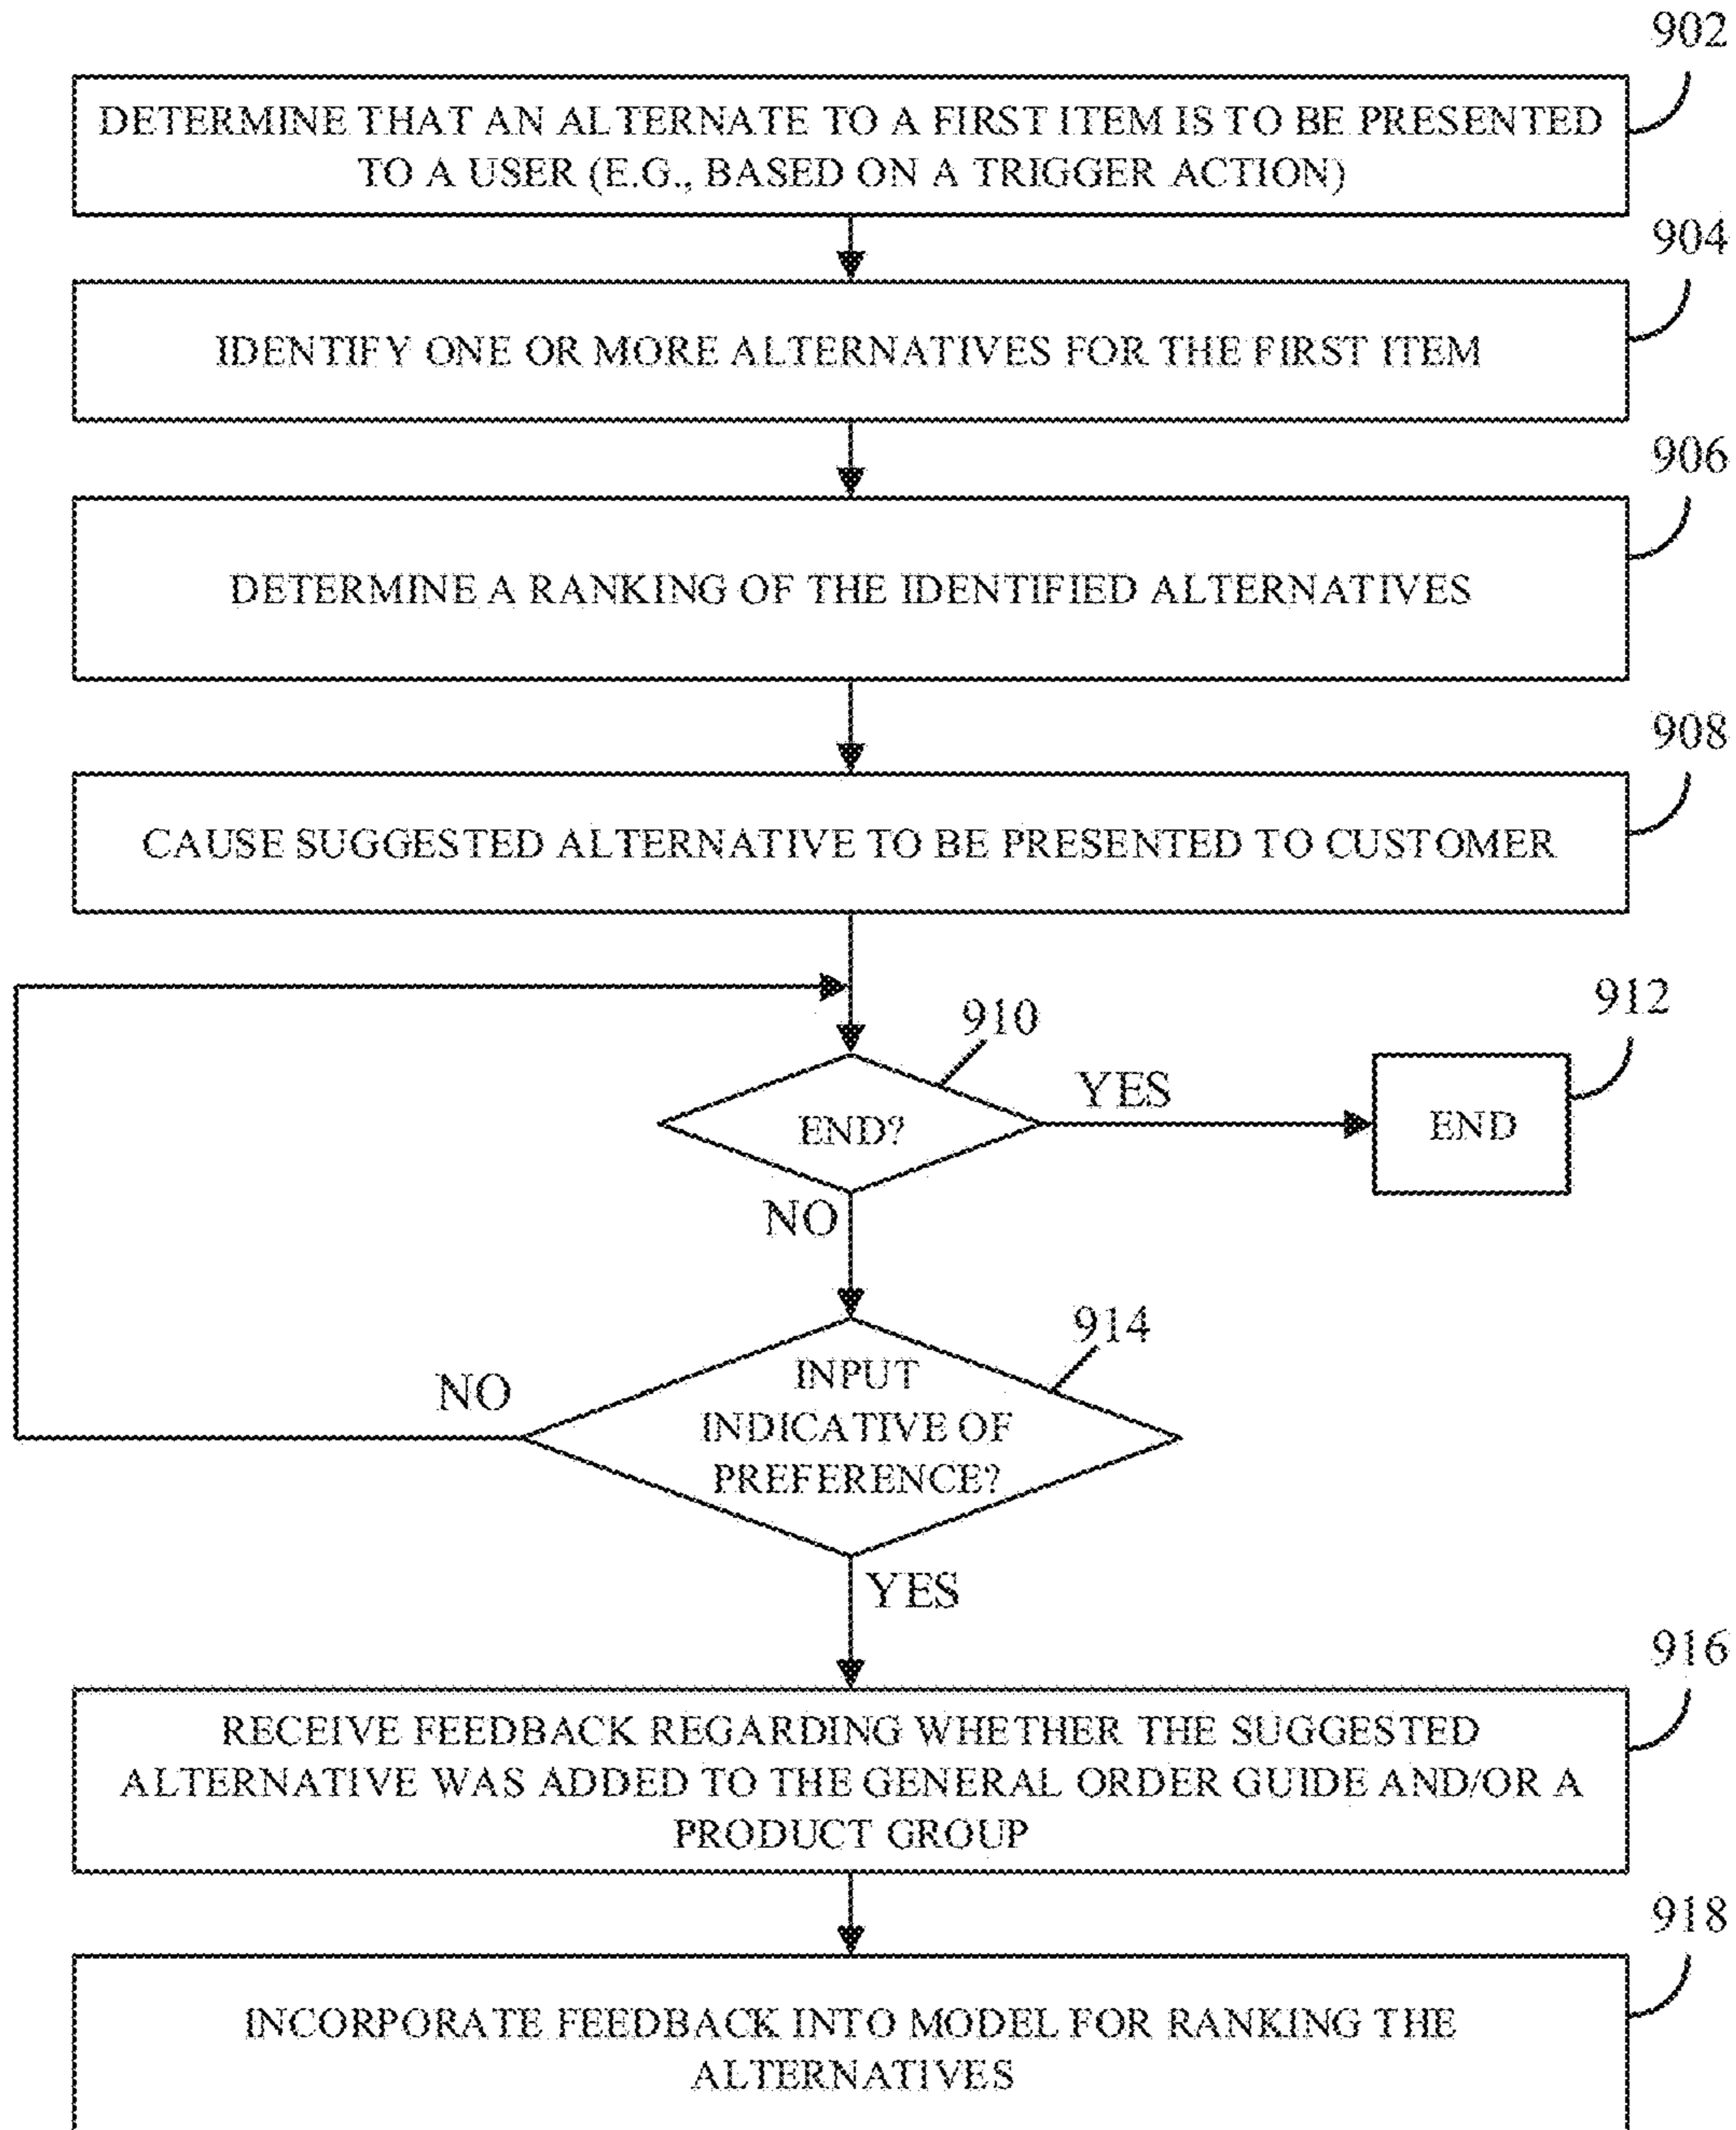 902
DETERMINE THAT AN ALTERNATE TO A FIRST ITEM IS TO BE PRESENTED
TO A USER (E.G., BASED ON A TRIGGER ACTION)
904
IDENTIFY ONE OR MORE ALTERNATIVES FOR THE FIRST ITEM
906
DETERMINE A RANKING OF THE IDENTIFIED ALTERNATIVES
908
CAUSE SUGGESTED ALTERNATIVE TO BE PRESENTED TO CUSTOMER
910
912
END?
YES
END
NO
914
INPUT
INDICATIVE OF
PREFERENCE?
NO
YES
916
RECEIVE FEEDBACK REGARDING WHETHER THE SUGGESTED
ALTERNATIVE WAS ADDED TO THE GENERAL ORDER GUIDE AND/OR A
PRODUCT GROUP
918
INCORPORATE FEEDBACK INTO MODEL FOR RANKING THE
ALTERNATIVES